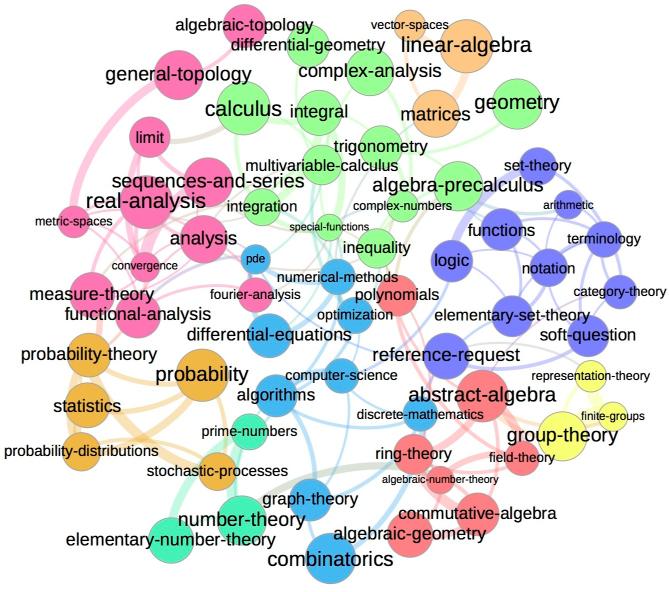 algebraic-topology
vector-spaces
differential-geometry
linear-algebra
general-topology
complex-analysis
calculus
integral
matrices
geometry
limit
trigonometry
multivariable-calculus
set-theory
sequences-and-series
algebra-precalculus
real-analysis
integration
complex-numbers
arithmetic
metric-spaces
special-functions
functions
analysis
inequality
terminology
convergence
pde
logic
notation
numerical-methods
measure-theory
fourier-analysis
polynomials
category-theory
functional-analysis
optimization
elementary-set-theory
differential-equations
soft-question
probability-theory
reference-request
probability
computer-science
representation-theory
algorithms
abstract-algebra
statistics
discrete-mathematics
finite-groups
prime-numbers
group-theory
probability-distributions
ring-theory
field-theory
stochastic-processes
algebraic-number-theory
graph-theory
commutative-algebra
number-theory
algebraic-geometry
elementary-number-theory
combinatorics